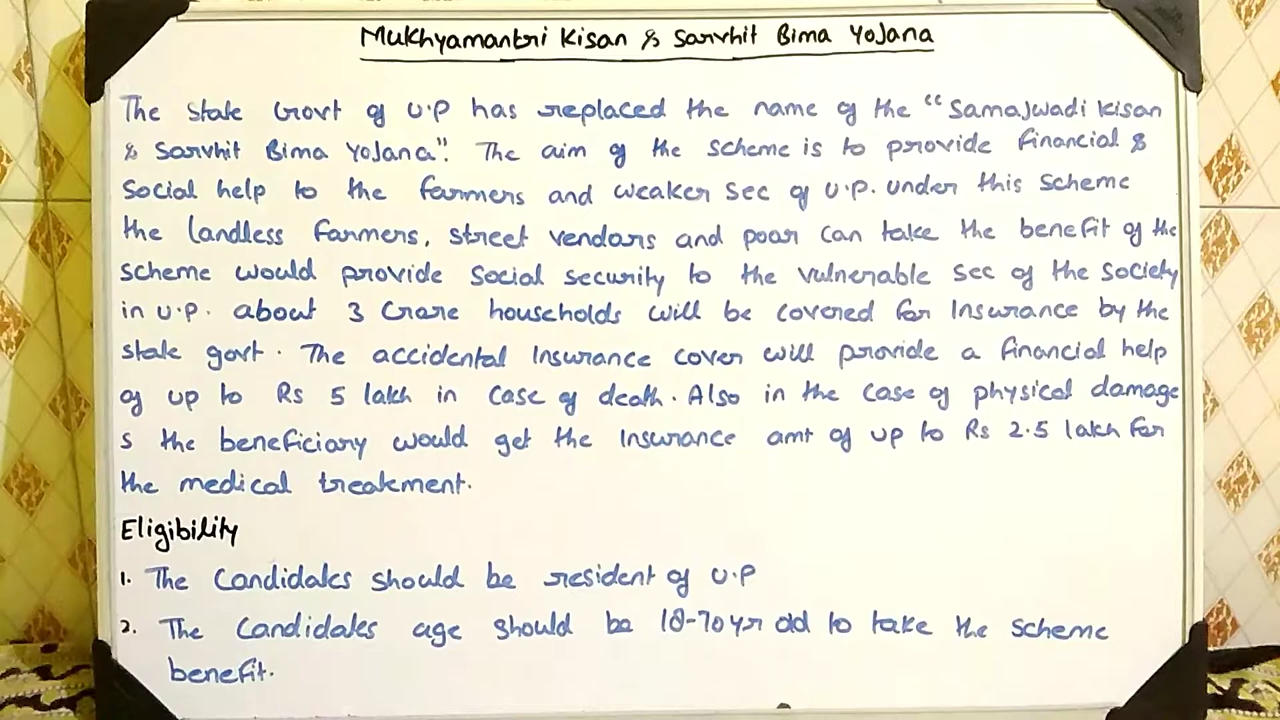 Mukhyamantri Kisan & Sarvhit Bima Yojana
The state Govt of U.P has replaced the name of the "Samajwadi Kisan
& Sarvhit Bima Yojana". The aim of the scheme is to provide financial &
Social help to the farmers and weaker sec of U.P. under this scheme
the landless farmers, street vendors and poor can take the benefit of the
scheme would provide social security to the vulnerable sec of the society
in U.P. about 3 Crore households will be covered for Insurance by the
state govt. The accidental Insurance cover will provide a financial help
of up to Rs 5 lakh in case of death. Also in the case of physical damage
s the beneficiary would get the Insurance amt of up to Rs 2.5 lakh for
the medical treatment.
Eligibility
1. The Candidates should be resident of U.P
2. The Candidates age should be 18-70 yr old to take the scheme
benefit.